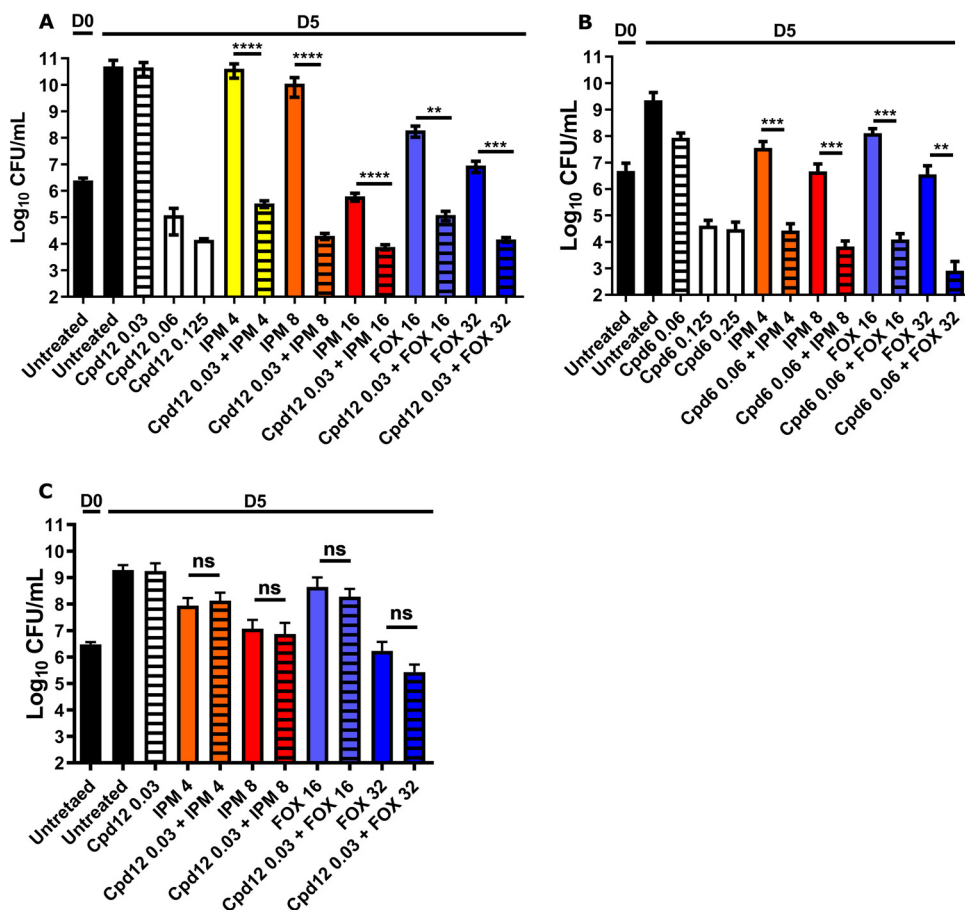 A
D0
D5
Log10 CFU/mL
11
10
9
8
7
6
5
4
3
2
****
****
****
**
***
Untreated
Untreated
Cpd12 0.03
Cpd12 0.06
Cpd12 0.125
IPM 4
Cpd12 0.03 + IPM 4
IPM 8
Cpd12 0.03 + IPM 8
IPM 16
Cpd12 0.03 + IPM 16
FOX 16
Cpd12 0.03 + FOX 16
FOX 32
Cpd12 0.03 + FOX 32
B
D0
D5
Log10 CFU/mL
11
10
9
8
7
6
5
4
3
2
***
***
***
**
Untreated
Untreated
Cpd6 0.06
Cpd6 0.125
Cpd6 0.25
IPM 4
Cpd6 0.06 + IPM 4
IPM 8
Cpd6 0.06 + IPM 8
FOX 16
Cpd6 0.06 + FOX 16
FOX 32
Cpd6 0.06 + FOX 32
C
D0
D5
Log10 CFU/mL
11
10
9
8
7
6
5
4
3
2
ns
ns
ns
ns
Untretaed
Untreated
Cpd12 0.03
IPM 4
Cpd12 0.03 + IPM 4
IPM 8
Cpd12 0.03 + IPM 8
FOX 16
Cpd12 0.03 + FOX 16
FOX 32
Cpd12 0.03 + FOX 32